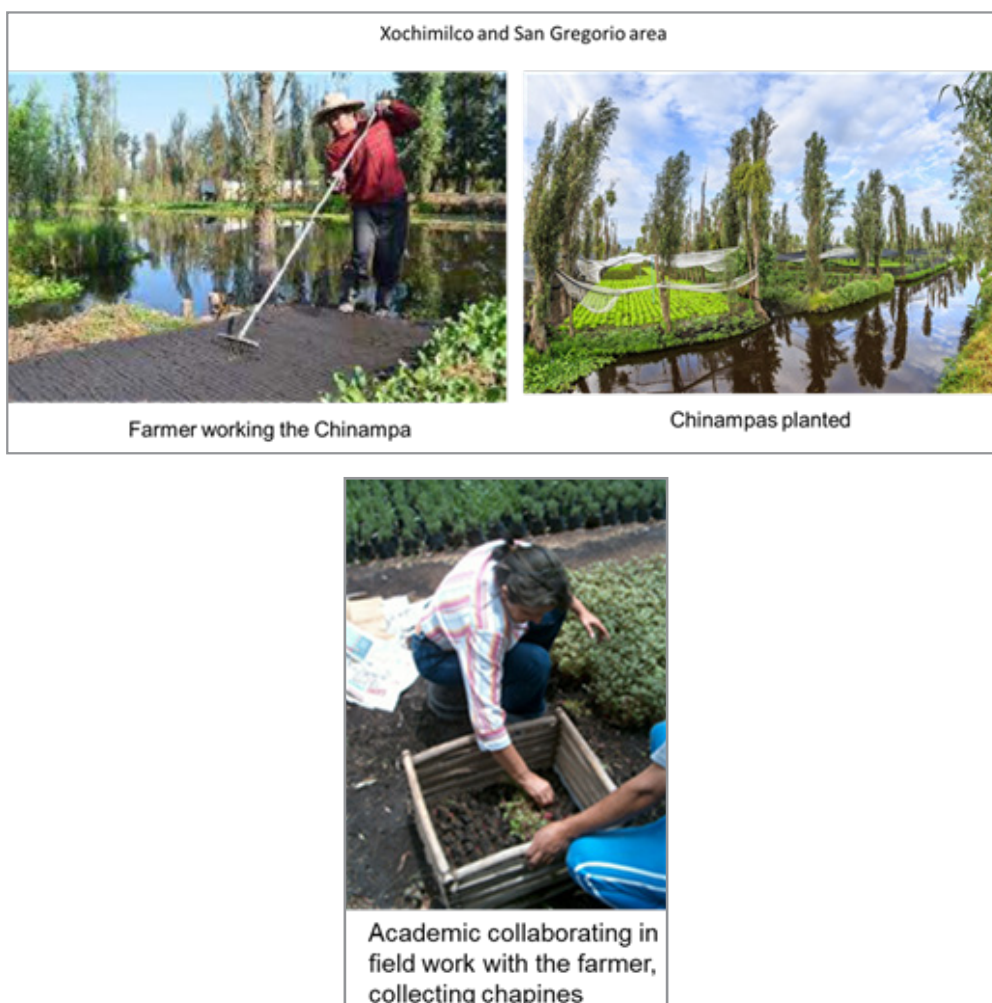 Xochimilco and San Gregorio area
Farmer working the Chinampa
Chinampas planted
Academic collaborating in
field work with the farmer,
collecting chapines